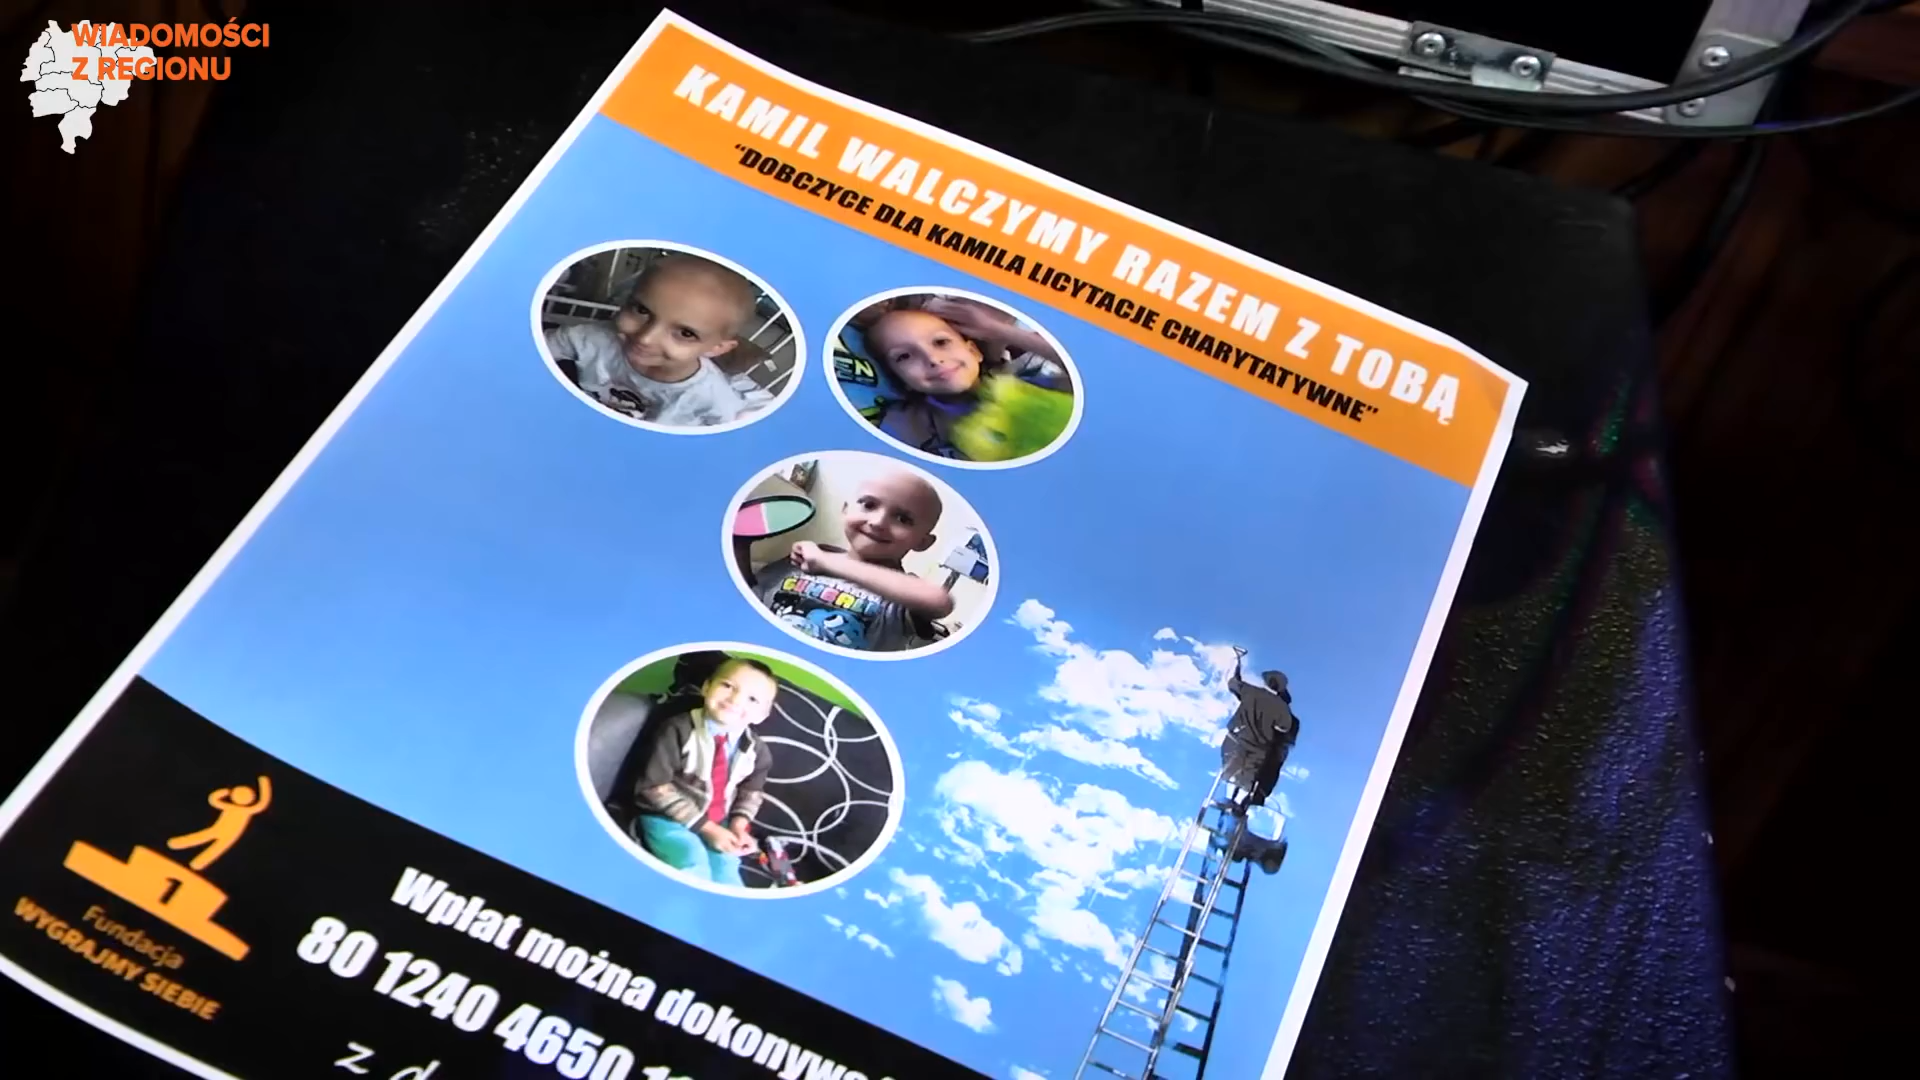 WIADOMOŚCI
Z REGIONU
KAMIL WALCZYMY RAZEM Z TOBĄ
“DOBCZYCE DLA KAMILA LICYTACJE CHARYTATYWNE”
1
Fundacja
WYGRAJMY SIEBIE
Wpłat można
80 1240 4650
z